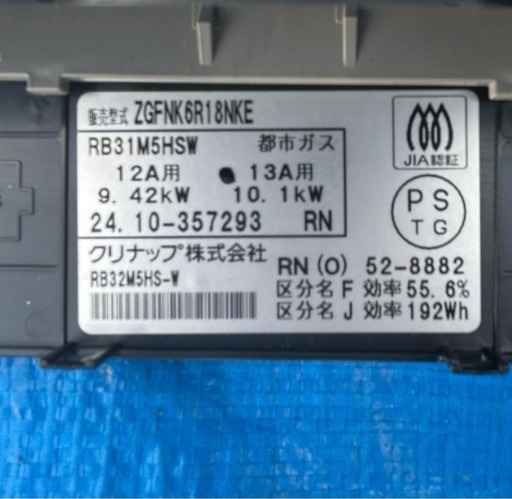 販売型式 ZGFNK6R18NKE
RB31M5HSW 都市ガス
12A用 13A用
9.42kW 10.1kW
24.10-357293 RN
JIA認証
PS
TG
クリナップ株式会社
RB32M5HS-W
RN(O) 52-8882
区分名 F 効率 55.6%
区分名 J 効率 192Wh